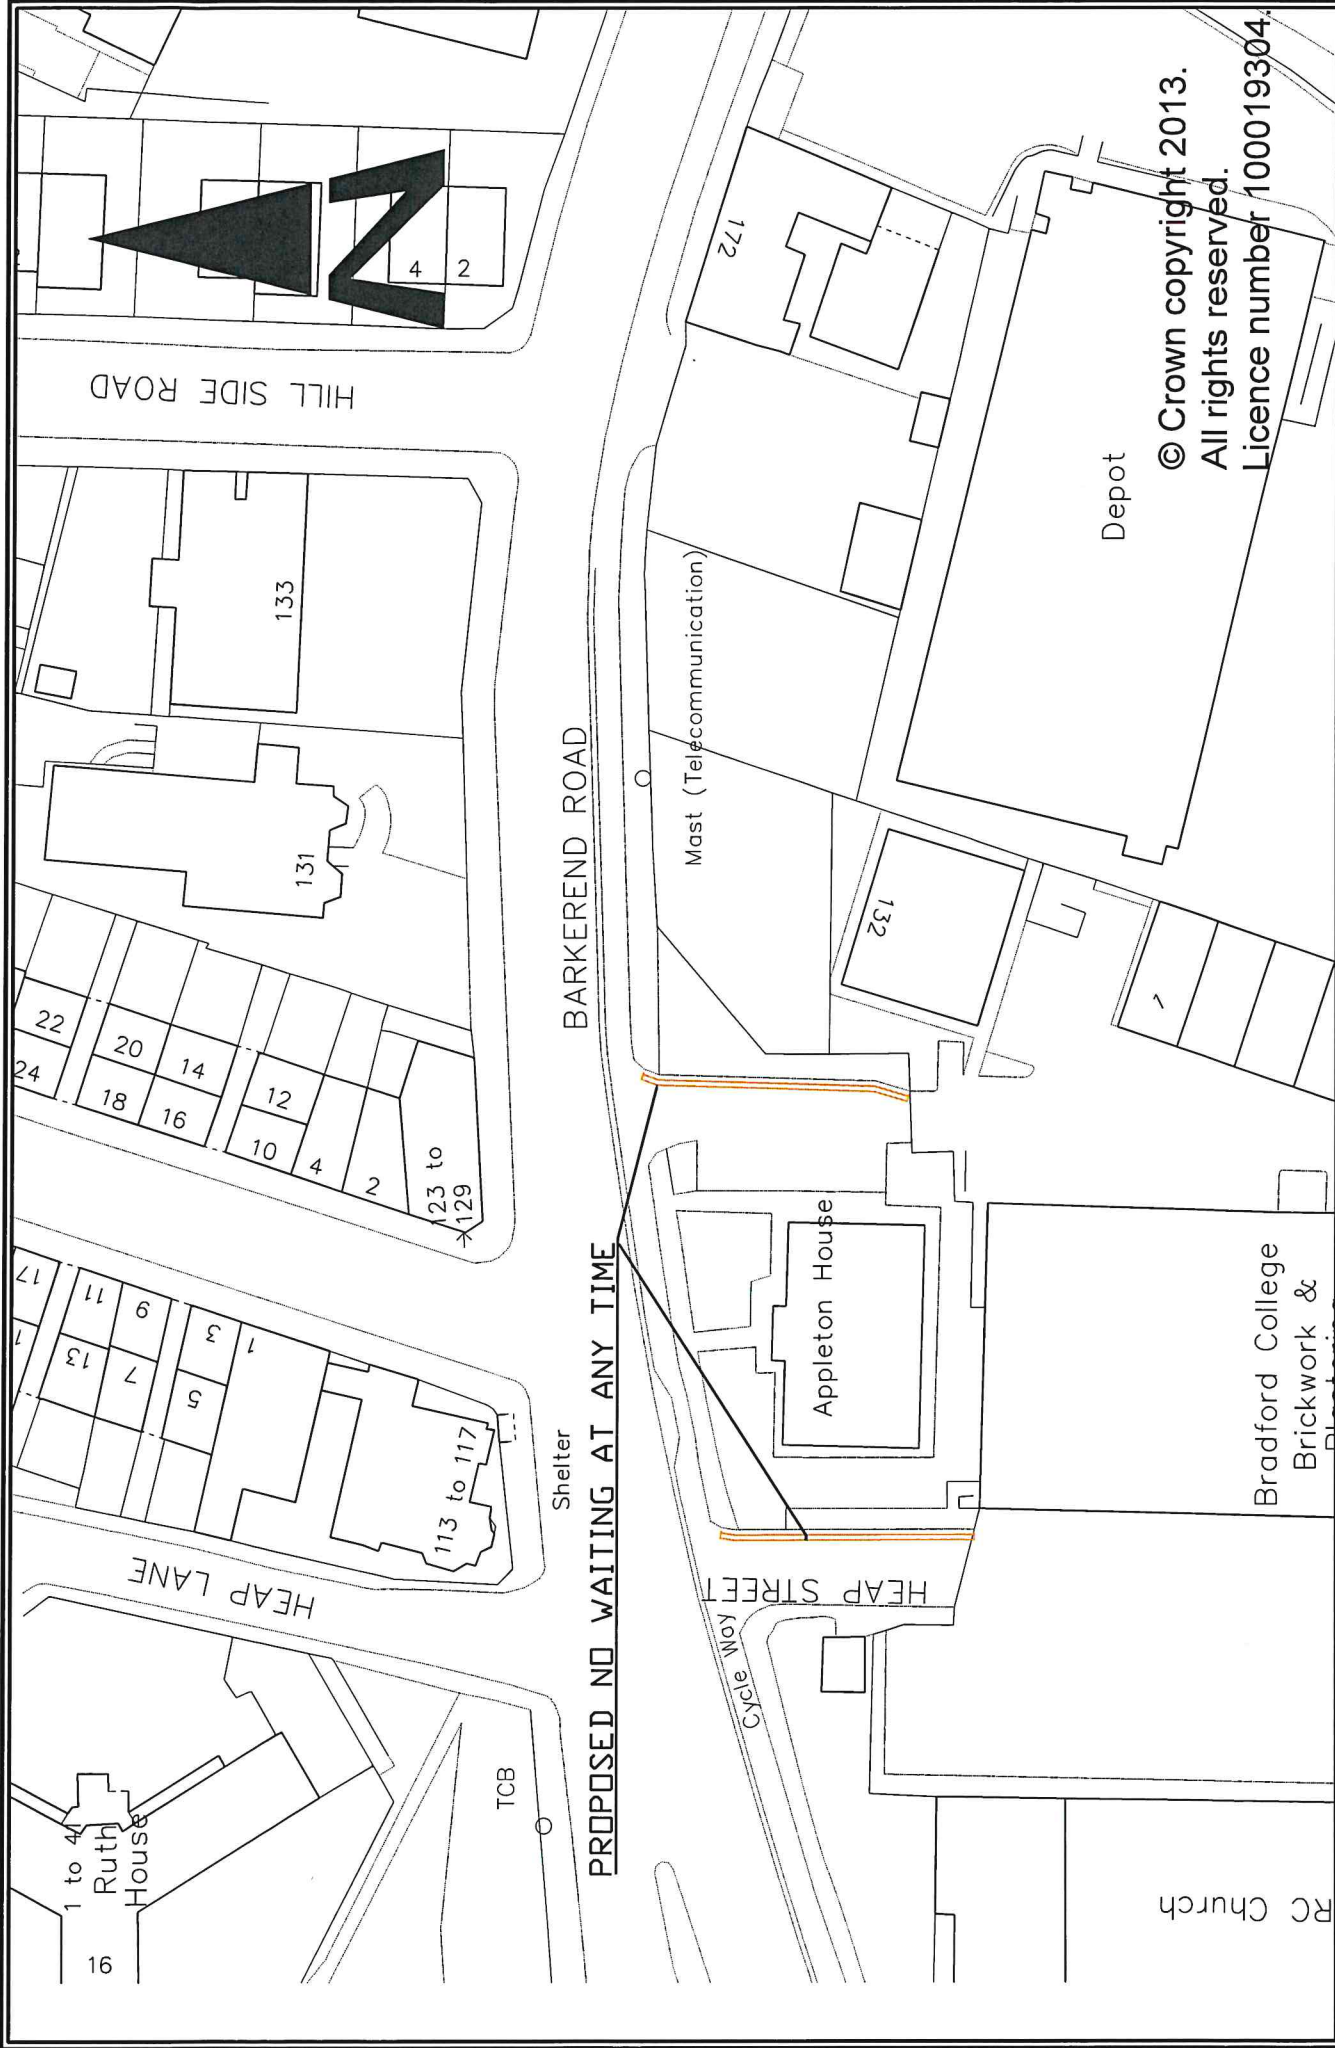 HILL SIDE ROAD
N
4
2
172
© Crown copyright 2013.
All rights reserved.
Licence number 100019304.
Depot
133
131
BARKEREND ROAD
Mast (Telecommunication)
132
22
24
20
18
14
16
12
10
4
2
123 to
129
1
17
11
9
13
7
3
5
1
113 to 117
Shelter
HEAP LANE
PROPOSED NO WAITING AT ANY TIME
Appleton House
HEAP STREET
Cycle Way
TCB
Bradford College
Brickwork &
1 to 4
Ruth
House
16
RC Church